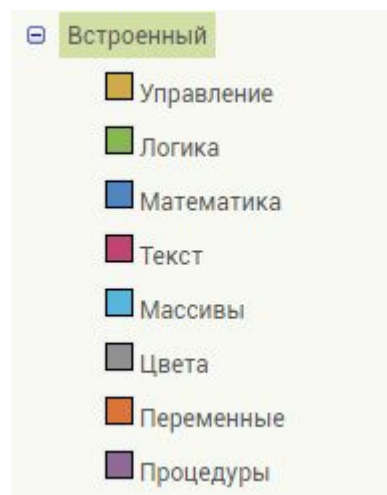 Встроенный
Управление
Логика
Математика
Текст
Массивы
Цвета
Переменные
Процедуры